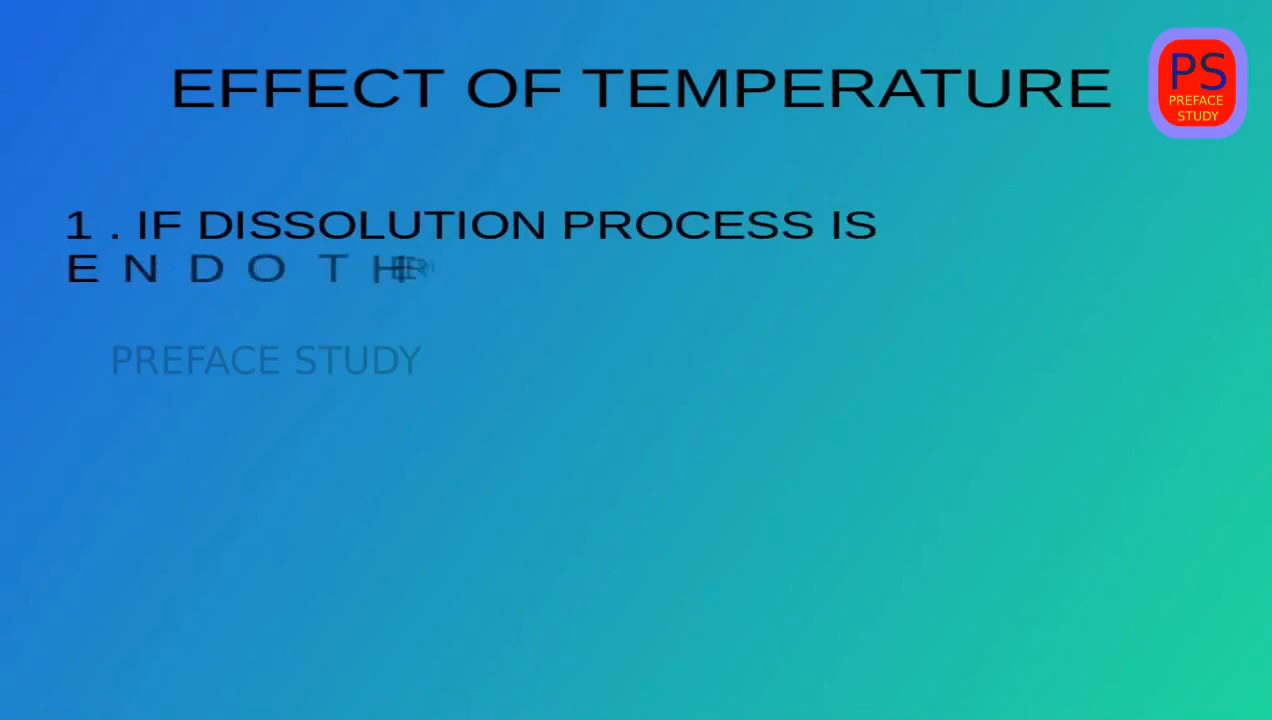 EFFECT OF TEMPERATURE
PS
PREFACE
STUDY
1 . IF DISSOLUTION PROCESS IS
E N D O T H
PREFACE STUDY